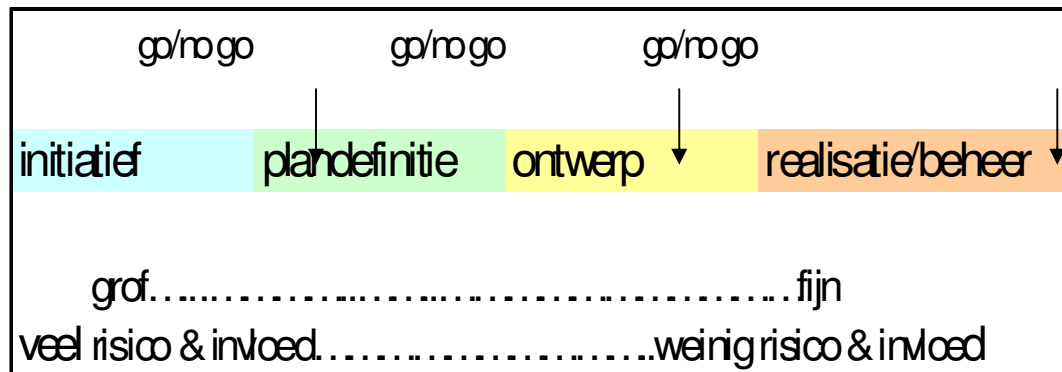 go/no go go/no go go/no go
initiatief plandefinitie ontwerp realisatie/beheer
grof……………………………………………………fijn
veel risico & invloed…………………………weinig risico & invloed